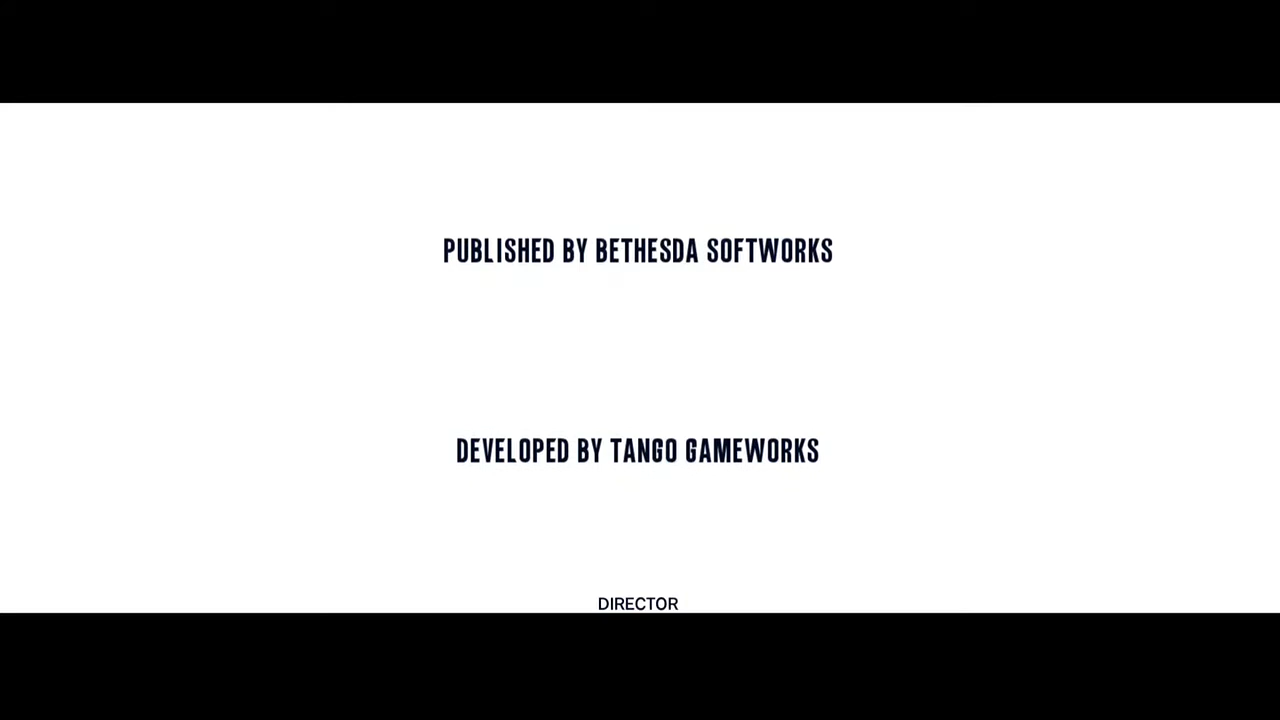 PUBLISHED BY BETHESDA SOFTWORKS
DEVELOPED BY TANGO GAMEWORKS
DIRECTOR